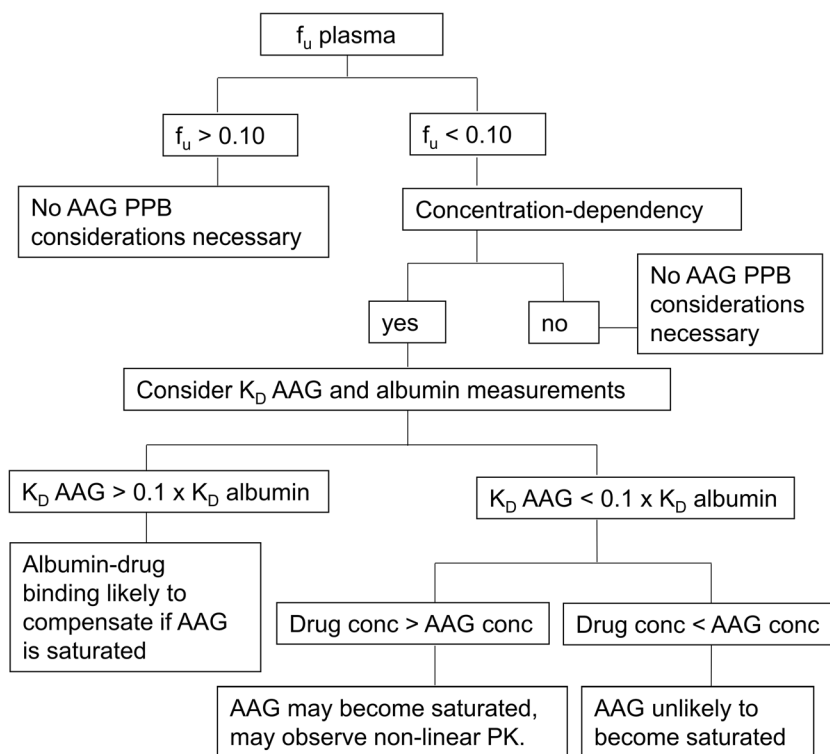 fᵤ plasma
fᵤ > 0.10
fᵤ < 0.10
No AAG PPB
considerations necessary
Concentration-dependency
yes
no
No AAG PPB
considerations
necessary
Consider K_D AAG and albumin measurements
K_D AAG > 0.1 x K_D albumin
K_D AAG < 0.1 x K_D albumin
Albumin-drug
binding likely to
compensate if AAG
is saturated
Drug conc > AAG conc
Drug conc < AAG conc
AAG may become saturated,
may observe non-linear PK.
AAG unlikely to
become saturated